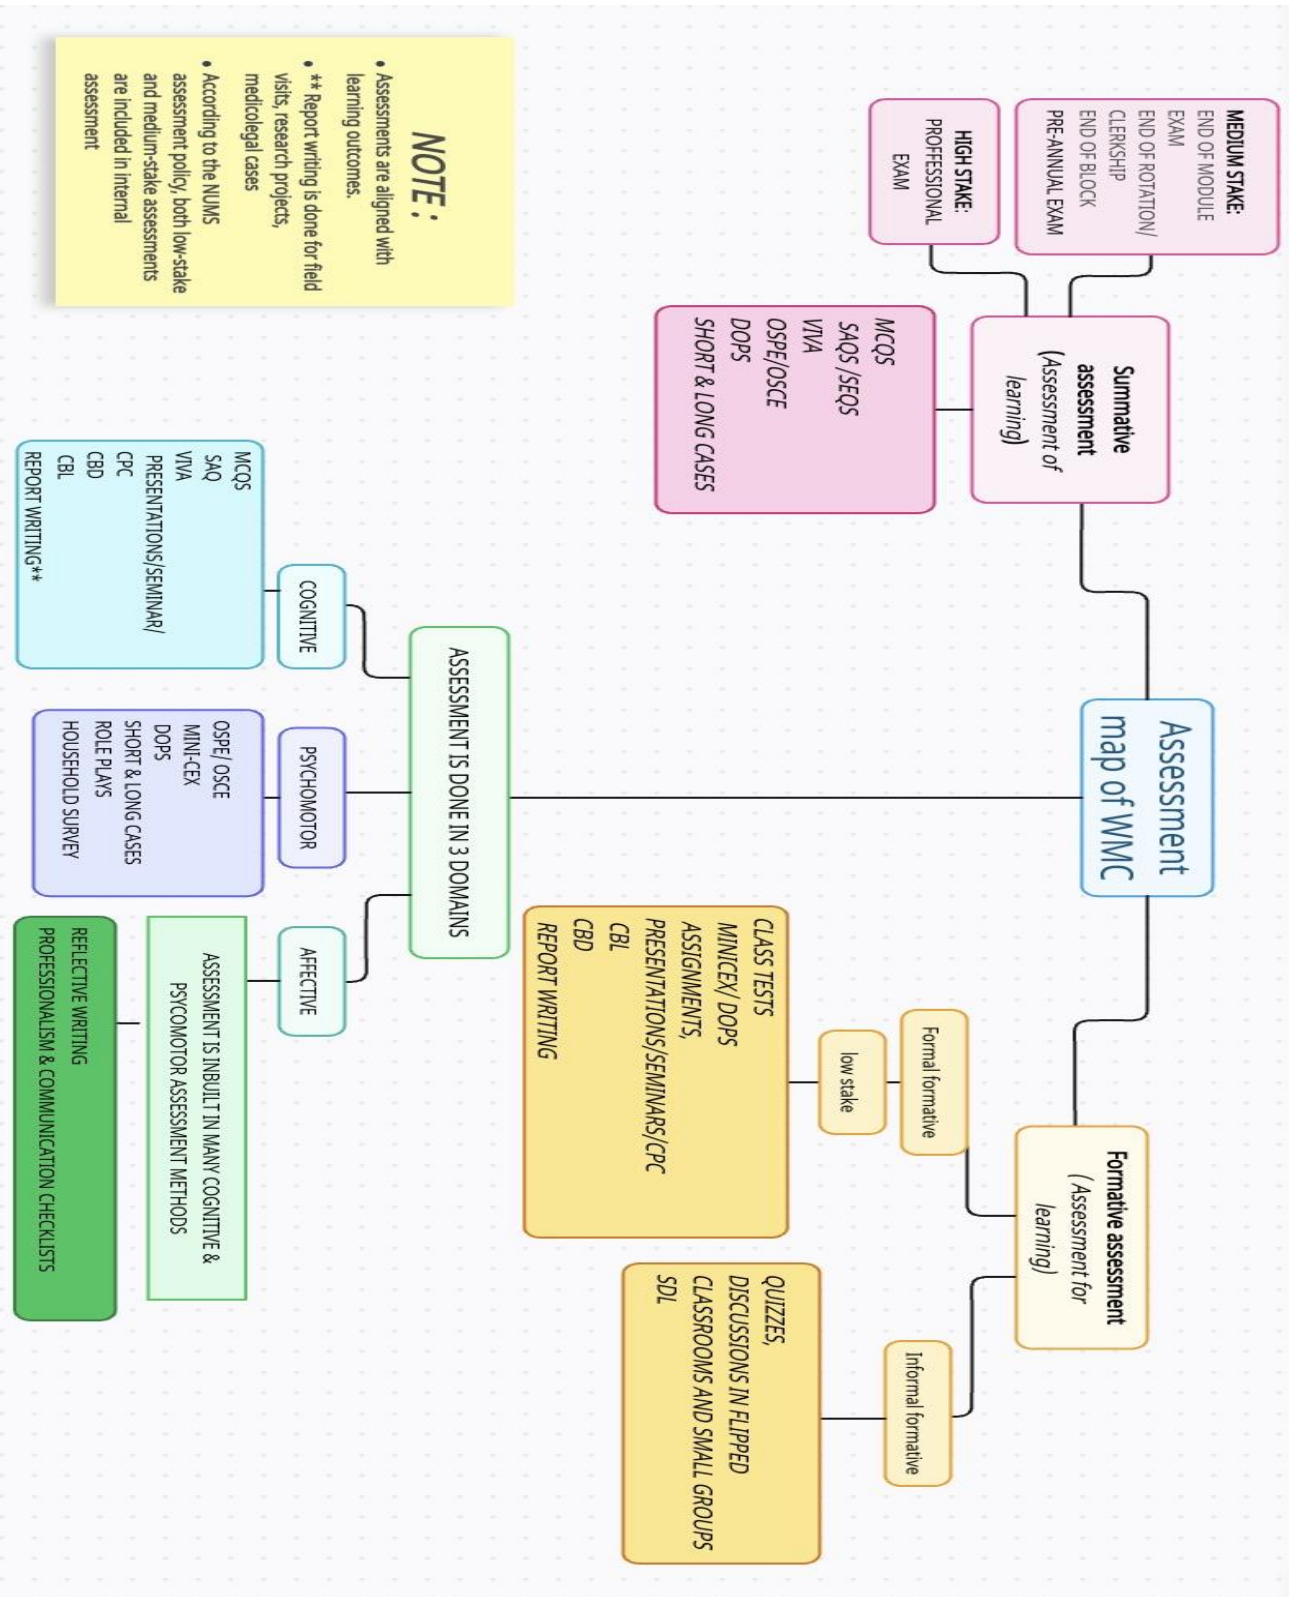 Assessment
map of WMC
Summative
assessment
(Assessment of
learning)
MEDIUM STAKE:
END OF MODULE
EXAM
END OF ROTATION/
CLERKSHIP
END OF BLOCK
PRE-ANNUAL EXAM
HIGH STAKE:
PROFFESSIONAL
EXAM
MCQS
SAQS /SEQS
VIVA
OSPE/OSCE
DOPS
SHORT & LONG CASES
Formative assessment
( Assessment for
learning)
Formal formative
low stake
CLASS TESTS
MINICEX/ DOPS
ASSIGNMENTS,
PRESENTATIONS/SEMINARS/CPC
CBL
CBD
REPORT WRITING
Informal formative
QUIZZES,
DISCUSSIONS IN FLIPPED
CLASSROOMS AND SMALL GROUPS
SDL
ASSESSMENT IS DONE IN 3 DOMAINS
COGNITIVE
MCQS
SAQ
VIVA
PRESENTATIONS/SEMINAR/
CPC
CBD
CBL
REPORT WRITING**
PSYCHOMOTOR
OSPE/ OSCE
MINI-CEX
DOPS
SHORT & LONG CASES
ROLE PLAYS
HOUSEHOLD SURVEY
AFFECTIVE
ASSESSMENT IS INBUILT IN MANY COGNITIVE &
PSYCOMOTOR ASSESSMENT METHODS
REFLECTIVE WRITING
PROFESSIONALISM & COMMUNICATION CHECKLISTS
NOTE :
• Assessments are aligned with
learning outcomes.
• ** Report writing is done for field
visits, research projects,
medicolegal cases
• According to the NUMS
assessment policy, both low-stake
and medium-stake assessments
are included in internal
assessment